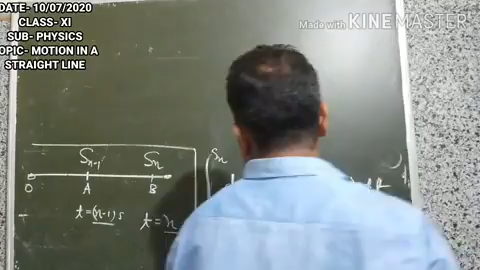 DATE- 10/07/2020
CLASS- XI
SUB- PHYSICS
OPIC- MOTION IN A
STRAIGHT LINE
Made with KINEMASTER
Sn-1 Sn
O A B
t=(n-1)s t=n
Sn